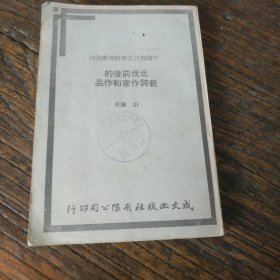 中國現代文學研究叢刊
北伐前後的
新詩作家和作品
舒蘭著
成文出版社有限公司印行